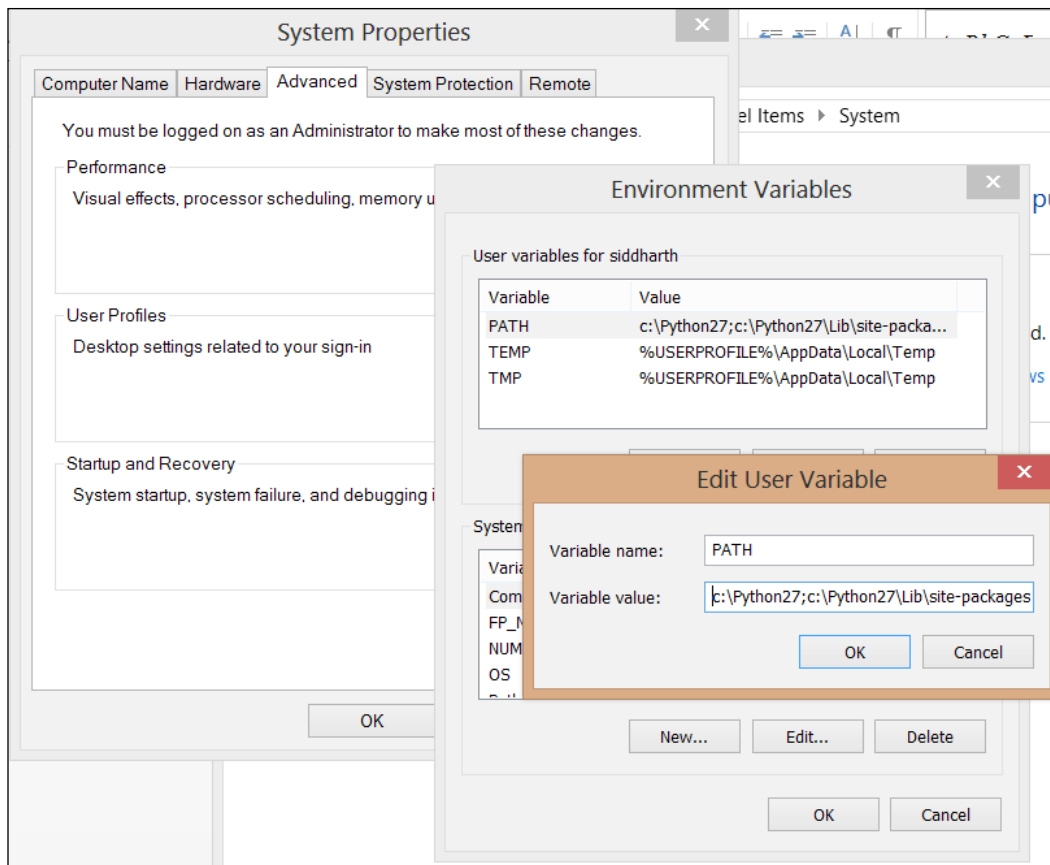 System Properties
Computer Name Hardware Advanced System Protection Remote
You must be logged on as an Administrator to make most of these changes.
Performance
Visual effects, processor scheduling, memory u
User Profiles
Desktop settings related to your sign-in
Startup and Recovery
System startup, system failure, and debugging i
OK
el Items System
pu
d.
ws
Environment Variables
User variables for siddharth
Variable Value
PATH c:\Python27;c:\Python27\Lib\site-packa...
TEMP %USERPROFILE%\AppData\Local\Temp
TMP %USERPROFILE%\AppData\Local\Temp
System
Varia
Com
FP_N
NUM
OS
New... Edit... Delete
OK Cancel
Edit User Variable
Variable name: PATH
Variable value: c:\Python27;c:\Python27\Lib\site-packages
OK Cancel